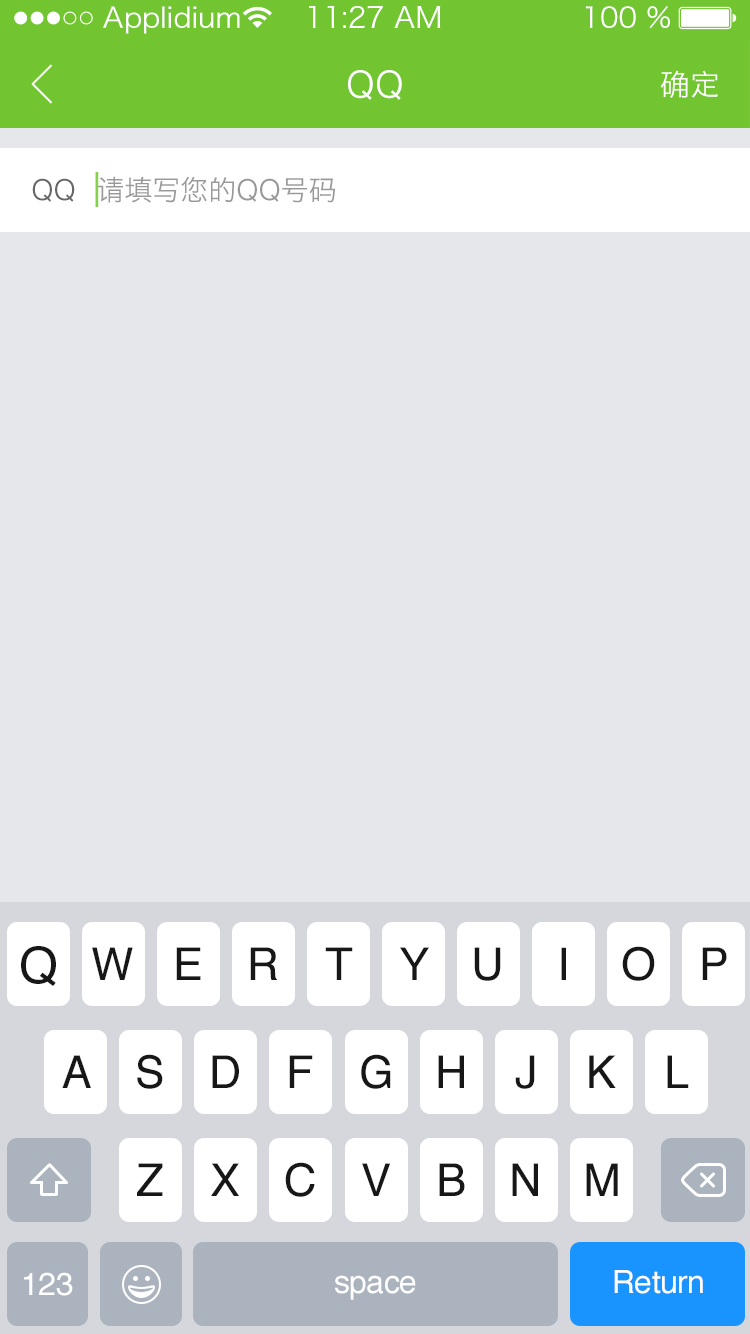 Applidium 11:27 AM 100 %
QQ 确定
QQ 请填写您的QQ号码
Q W E R T Y U I O P
A S D F G H J K L
Z X C V B N M
123 space Return